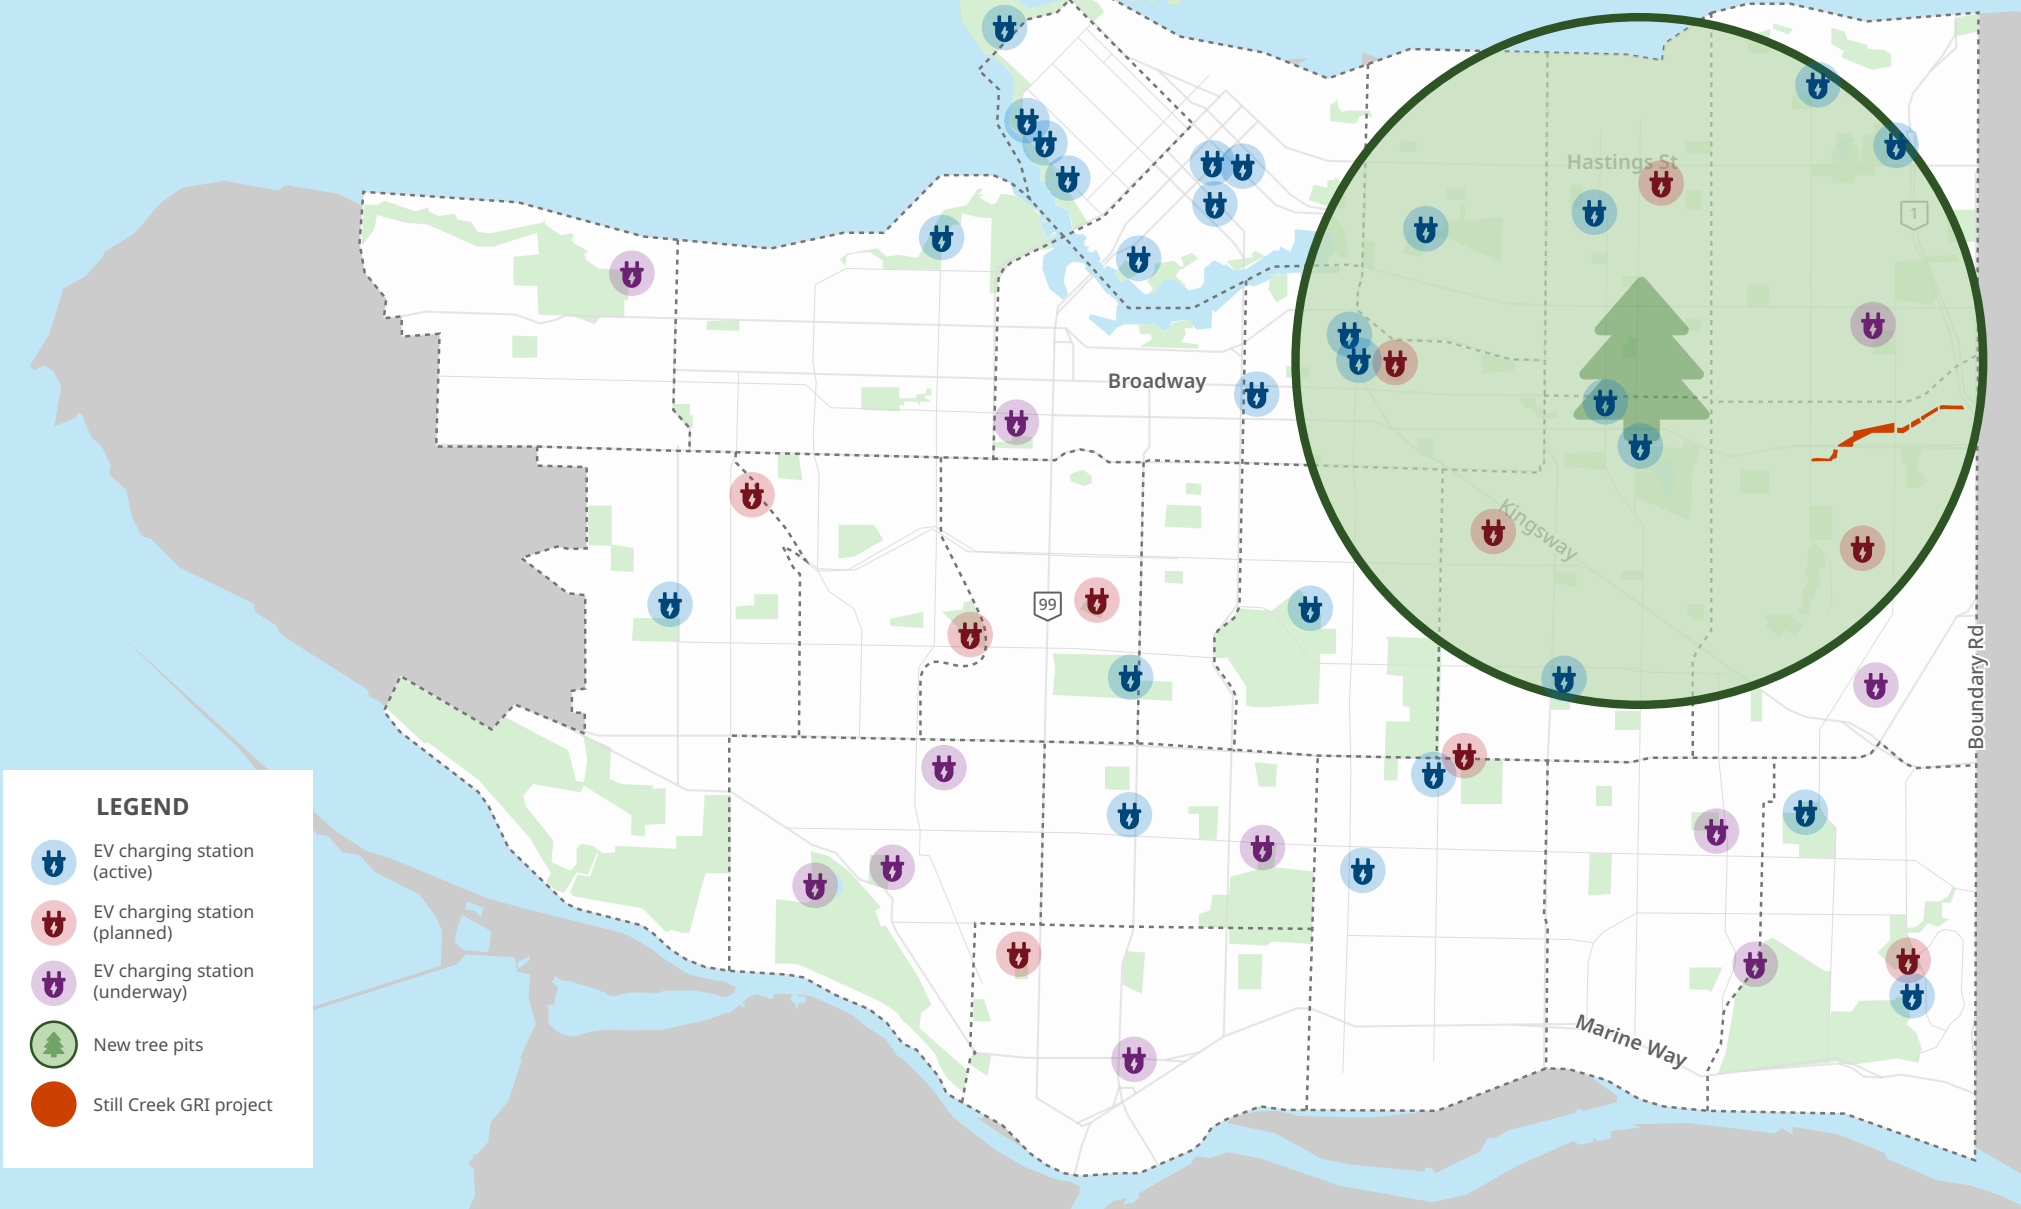 Hastings St
1
Broadway
Kingsway
99
Boundary Rd
Marine Way
LEGEND
EV charging station
(active)
EV charging station
(planned)
EV charging station
(underway)
New tree pits
Still Creek GRI project